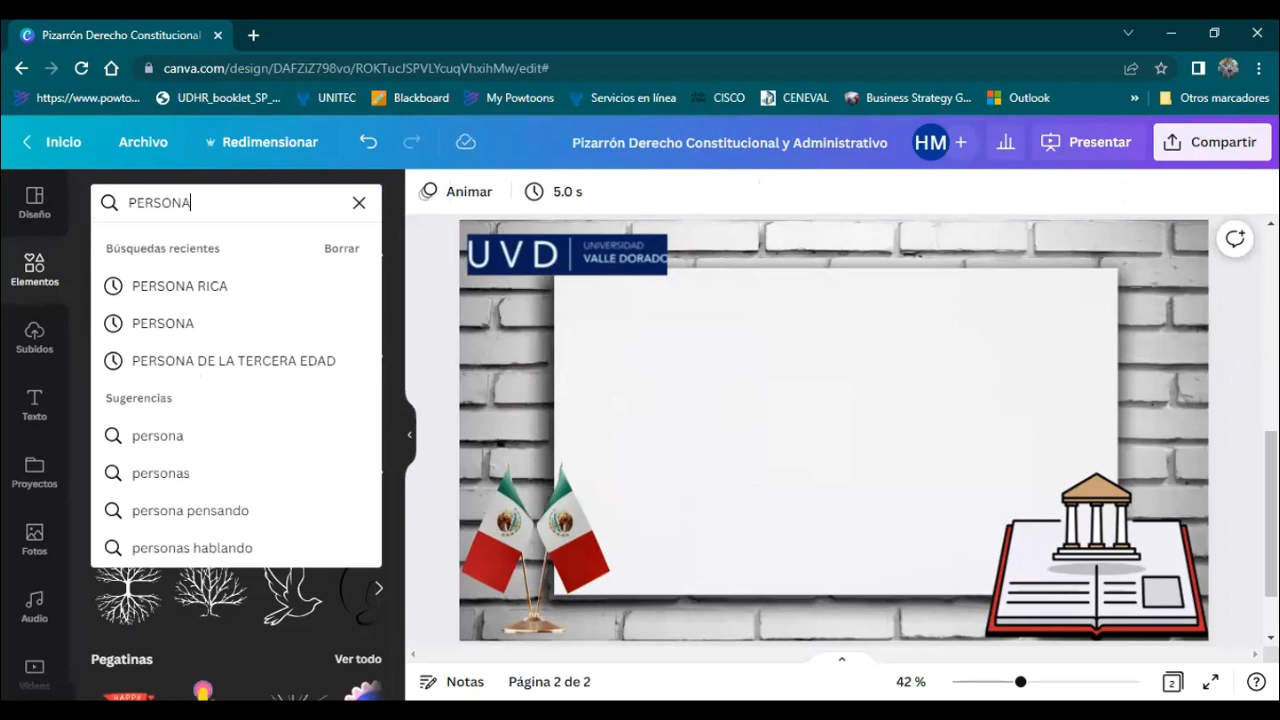 Pizarrón Derecho Constitucional
canva.com/design/DAFZiZ798vo/ROKTucJSPVLYcuqVhxihMw/edit#
https://www.powto...
UDHR_booklet_SP_...
UNITEC
Blackboard
My Powtoons
Servicios en línea
CISCO
CENEVAL
Business Strategy G...
Outlook
»
Otros marcadores
Inicio
Archivo
Redimensionar
Pizarrón Derecho Constitucional y Administrativo
HM
+
Presentar
Compartir
Diseño
Elementos
Subidos
Texto
Proyectos
Fotos
Audio
Videos
PERSONA
Búsquedas recientes
Borrar
PERSONA RICA
PERSONA
PERSONA DE LA TERCERA EDAD
Sugerencias
persona
personas
persona pensando
personas hablando
Pegatinas
Ver todo
HAPPY
Animar
5.0 s
UVD
UNIVERSIDAD
VALLE DORADO
Notas
Página 2 de 2
42 %
2